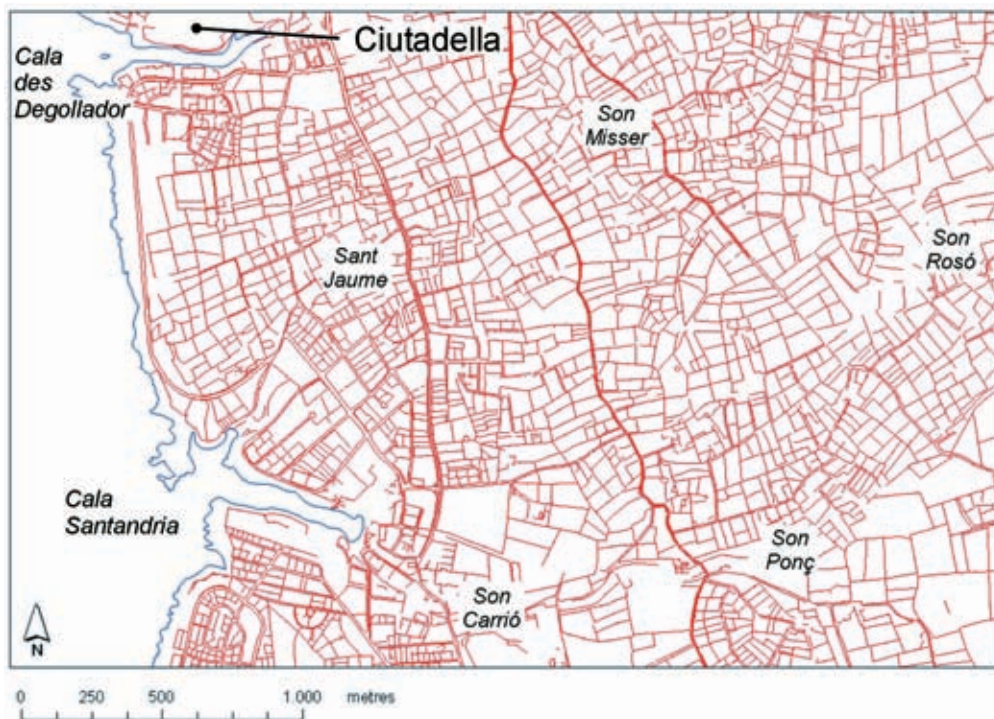 Ciutadella
Cala
des
Degollador
Son
Misser
Son
Rosó
Sant
Jaume
Cala
Santandria
Son
Ponç
Son
Carrió
N
0 250 500 1.000 metres